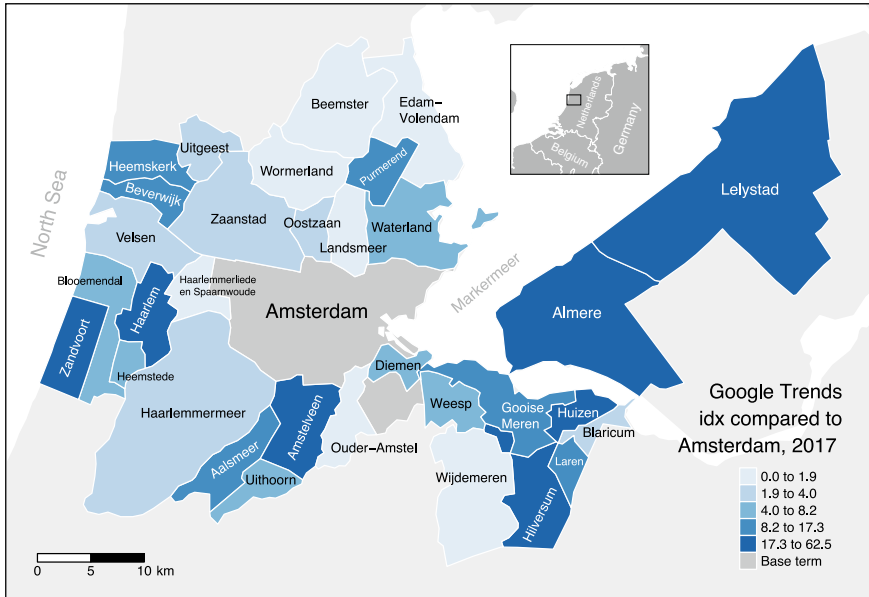 Beemster
Edam–
Volendam
Uitgeest
Heemskerk
Beverwijk
Wormerland
Purmerend
Zaanstad
Oostzaan
Waterland
Landsmeer
North Sea
Velsen
Blooemendal
Haarlemmerliede
en Spaarnwoude
Haarlem
Amsterdam
Markermeer
Zandvoort
Heemstede
Diemen
Haarlemmermeer
Amstelveen
Ouder–Amstel
Aalsmeer
Uithoorn
Weesp
Gooise
Meren
Huizen
Blaricum
Laren
Wijdemeren
Hilversum
Almere
Lelystad
Netherlands
Belgium
Germany
Google Trends
idx compared to
Amsterdam, 2017
0.0 to 1.9
1.9 to 4.0
4.0 to 8.2
8.2 to 17.3
17.3 to 62.5
Base term
0 5 10 km